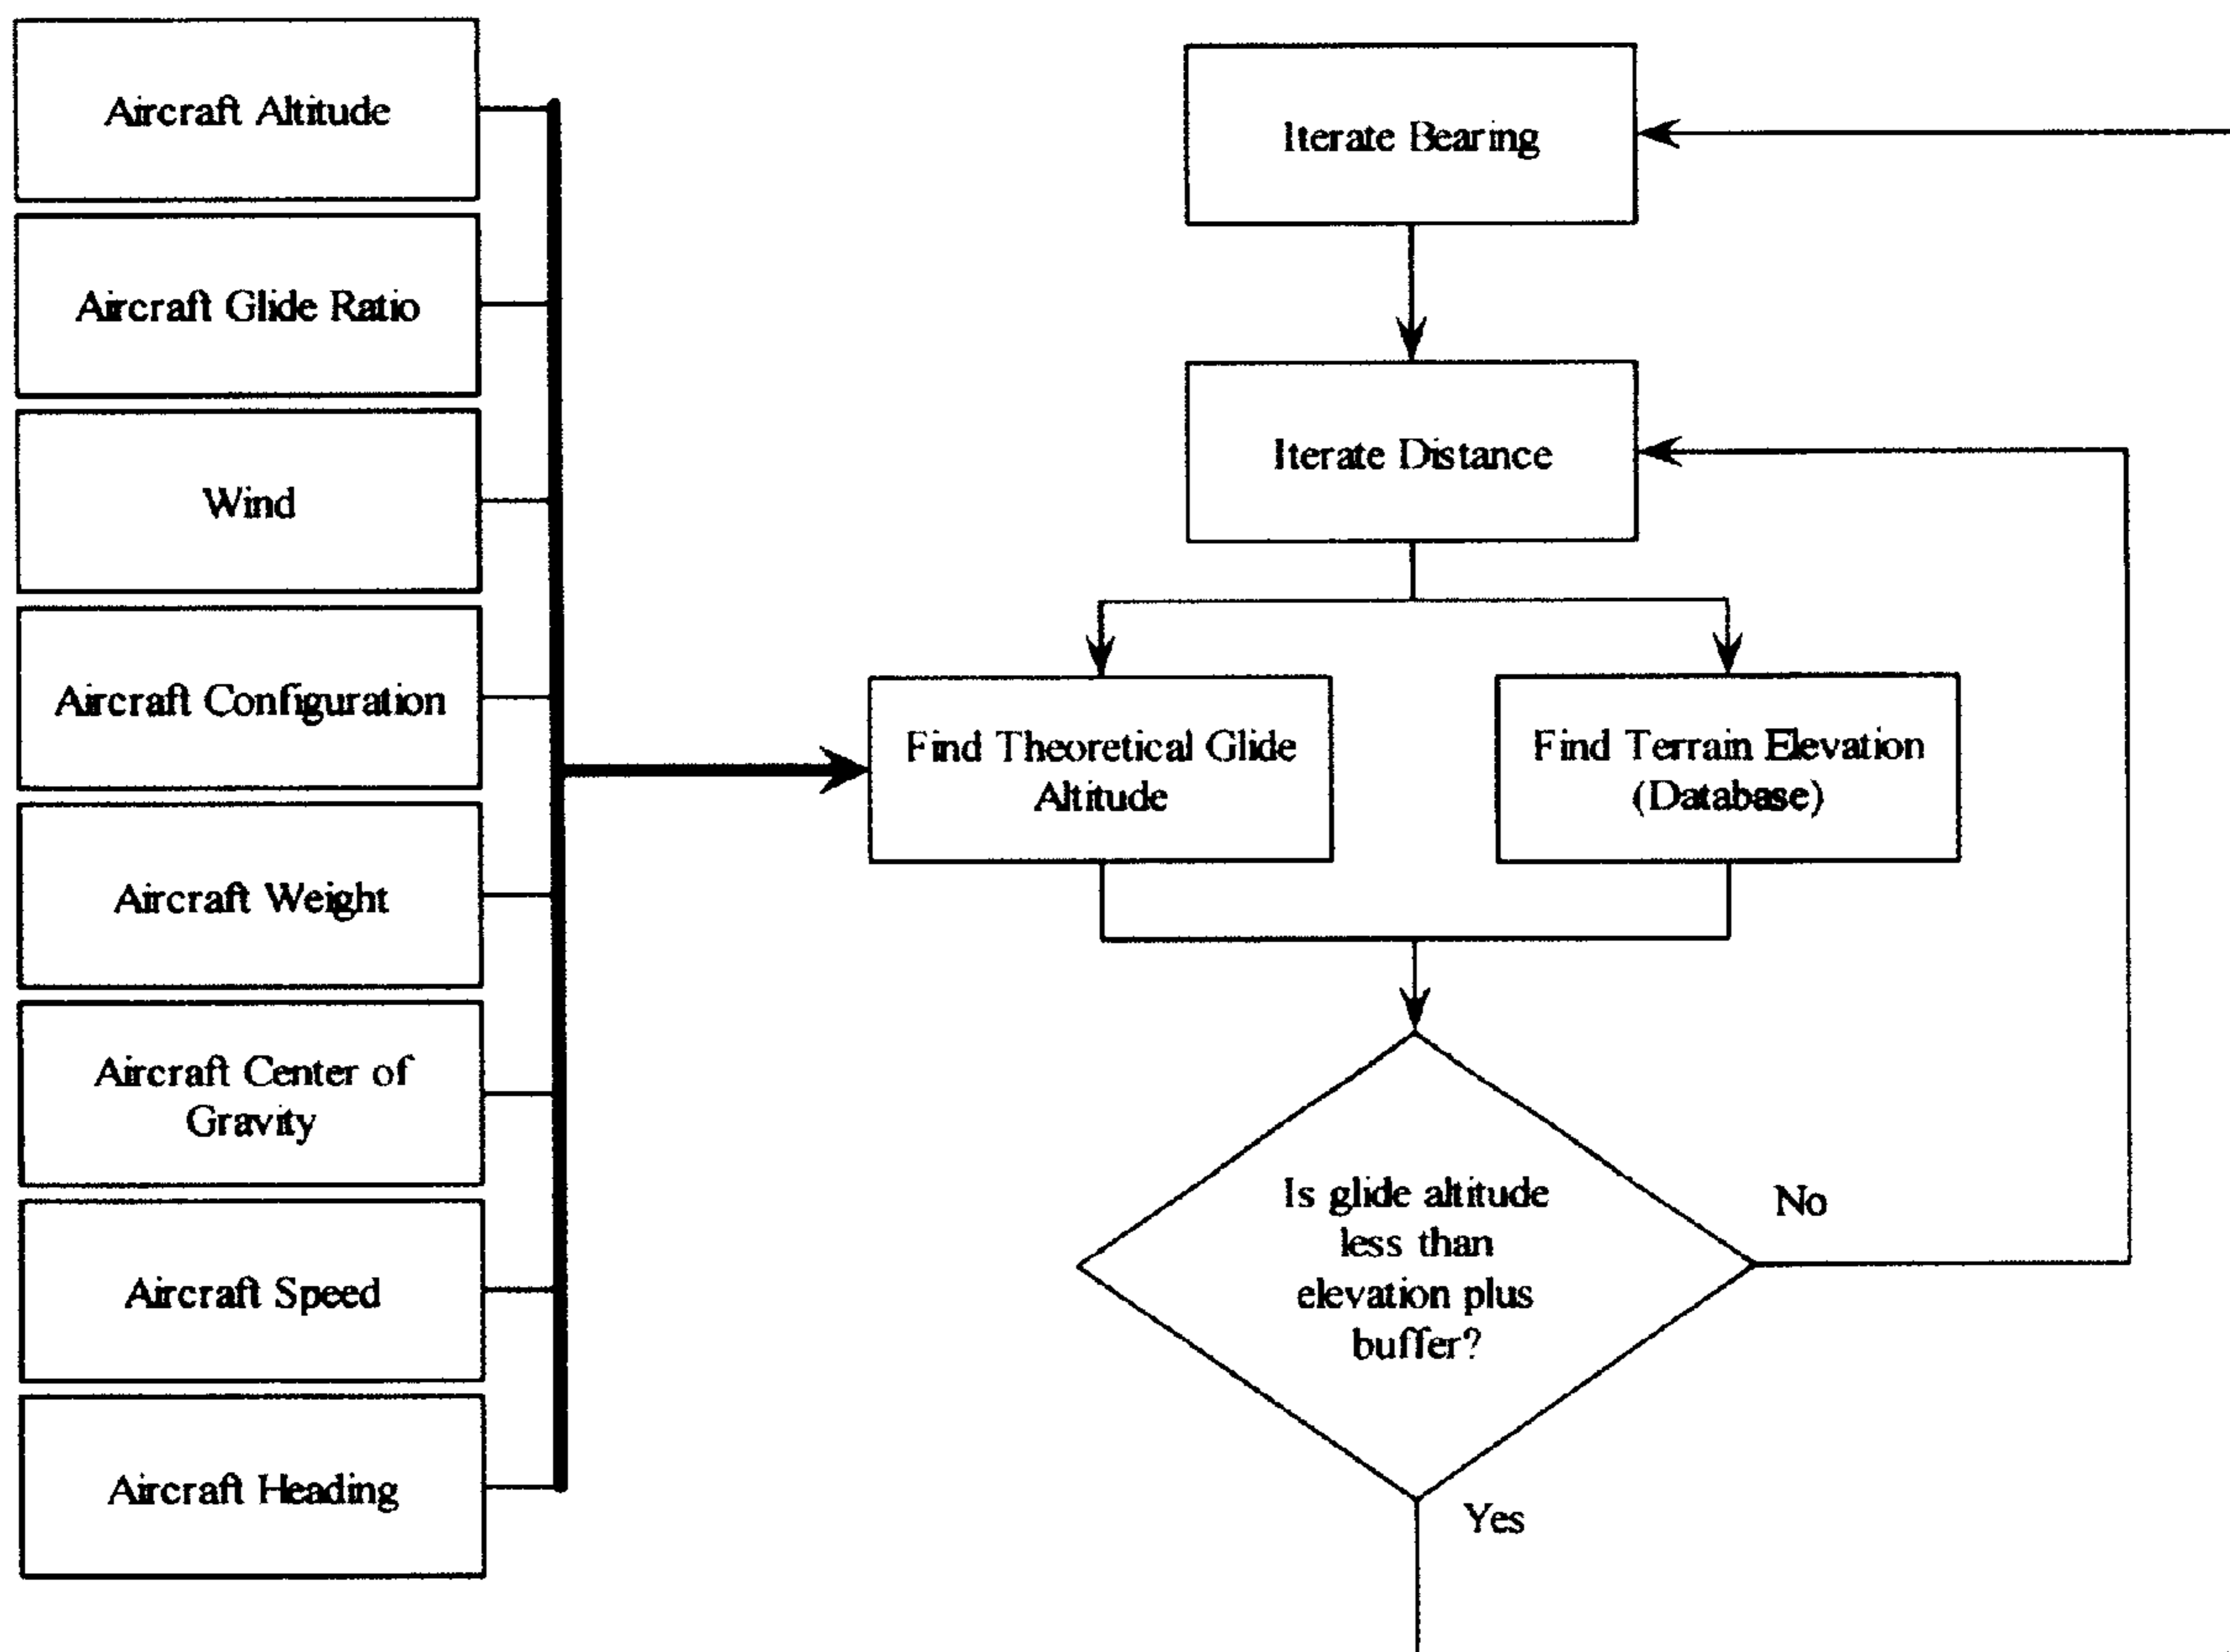 Aircraft Altitude
Aircraft Glide Ratio
Wind
Aircraft Configuration
Aircraft Weight
Aircraft Center of
Gravity
Aircraft Speed
Aircraft Heading
Iterate Bearing
Iterate Distance
Find Theoretical Glide
Altitude
Find Terrain Elevation
(Database)
Is glide altitude
less than
elevation plus
buffer?
No
Yes